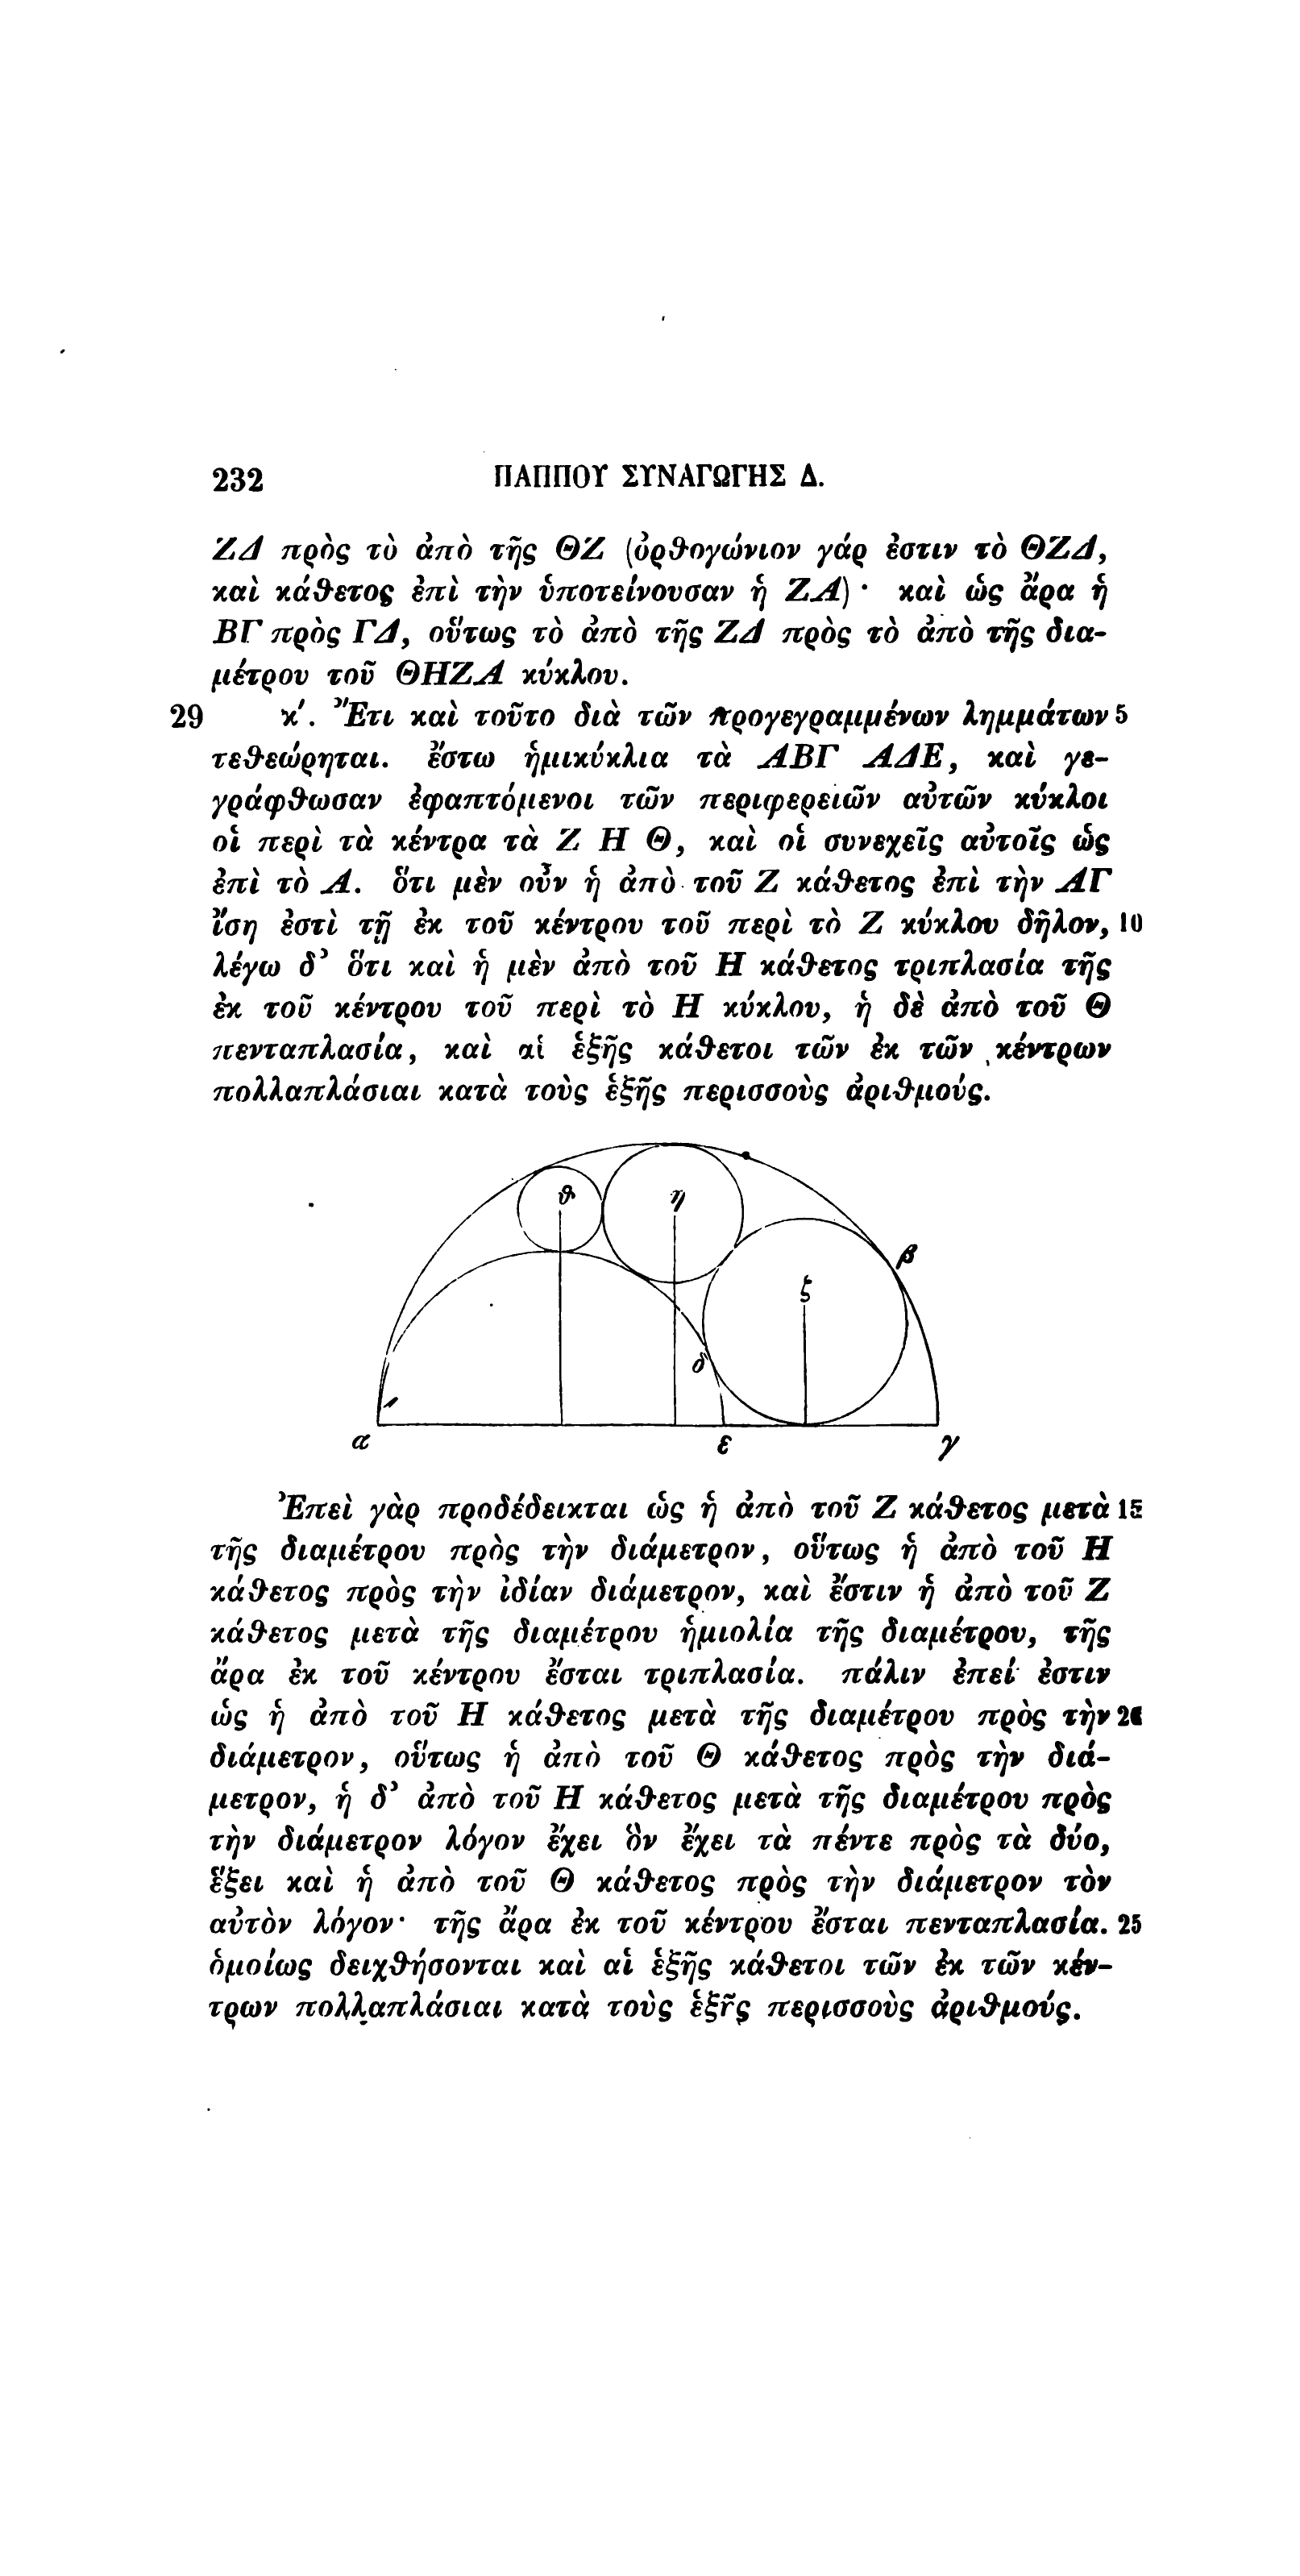 232 ΠΑΠΠΟΥ ΣΥΝΑΓΩΓΗΣ Δ.
ΖΔ πρὸς τὸ ἀπὸ τῆς ΘΖ (ὀρθογώνιον γάρ ἐστιν τὸ ΘΖΔ,
καὶ κάθετος ἐπὶ τὴν ὑποτείνουσαν ἡ ΖΛ)· καὶ ὡς ἄρα ἡ
ΒΓ πρὸς ΓΔ, οὕτως τὸ ἀπὸ τῆς ΖΔ πρὸς τὸ ἀπὸ τῆς δια-
μέτρου τοῦ ΘΗΖΛ κύκλου.
29 κʹ. Ἔτι καὶ τοῦτο διὰ τῶν προγεγραμμένων λημμάτων 5
τεθεώρηται. ἔστω ἡμικύκλια τὰ ΑΒΓ ΑΔΕ, καὶ γε-
γράφθωσαν ἐφαπτόμενοι τῶν περιφερειῶν αὐτῶν κύκλοι
οἱ περὶ τὰ κέντρα τὰ Ζ Η Θ, καὶ οἱ συνεχεῖς αὐτοῖς ὡς
ἐπὶ τὸ Α. ὅτι μὲν οὖν ἡ ἀπὸ τοῦ Ζ κάθετος ἐπὶ τὴν ΑΓ
ἴση ἐστὶ τῇ ἐκ τοῦ κέντρου τοῦ περὶ τὸ Ζ κύκλου δῆλον, 10
λέγω δ’ ὅτι καὶ ἡ μὲν ἀπὸ τοῦ Η κάθετος τριπλασία τῆς
ἐκ τοῦ κέντρου τοῦ περὶ τὸ Η κύκλου, ἡ δὲ ἀπὸ τοῦ Θ
πενταπλασία, καὶ αἱ ἑξῆς κάθετοι τῶν ἐκ τῶν κέντρων
πολλαπλάσιαι κατὰ τοὺς ἑξῆς περισσοὺς ἀριθμούς.
θ η
β
ζ
δ
α ε γ
Ἐπεὶ γὰρ προδέδεικται ὡς ἡ ἀπὸ τοῦ Ζ κάθετος μετὰ 15
τῆς διαμέτρου πρὸς τὴν διάμετρον, οὕτως ἡ ἀπὸ τοῦ Η
κάθετος πρὸς τὴν ἰδίαν διάμετρον, καὶ ἔστιν ἡ ἀπὸ τοῦ Ζ
κάθετος μετὰ τῆς διαμέτρου ἡμιολία τῆς διαμέτρου, τῆς
ἄρα ἐκ τοῦ κέντρου ἔσται τριπλασία. πάλιν ἐπεί ἐστιν
ὡς ἡ ἀπὸ τοῦ Η κάθετος μετὰ τῆς διαμέτρου πρὸς τὴν 20
διάμετρον, οὕτως ἡ ἀπὸ τοῦ Θ κάθετος πρὸς τὴν διά-
μετρον, ἡ δ’ ἀπὸ τοῦ Η κάθετος μετὰ τῆς διαμέτρου πρὸς
τὴν διάμετρον λόγον ἔχει ὃν ἔχει τὰ πέντε πρὸς τὰ δύο,
ἕξει καὶ ἡ ἀπὸ τοῦ Θ κάθετος πρὸς τὴν διάμετρον τὸν
αὐτὸν λόγον· τῆς ἄρα ἐκ τοῦ κέντρου ἔσται πενταπλασία. 25
ὁμοίως δειχθήσονται καὶ αἱ ἑξῆς κάθετοι τῶν ἐκ τῶν κέν-
τρων πολλαπλάσιαι κατὰ τοὺς ἑξῆς περισσοὺς ἀριθμούς.